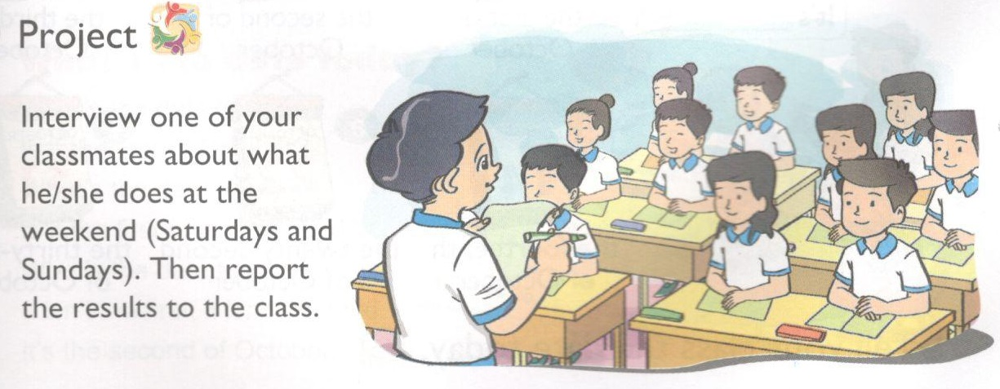 Project
Interview one of your
classmates about what
he/she does at the
weekend (Saturdays and
Sundays). Then report
the results to the class.